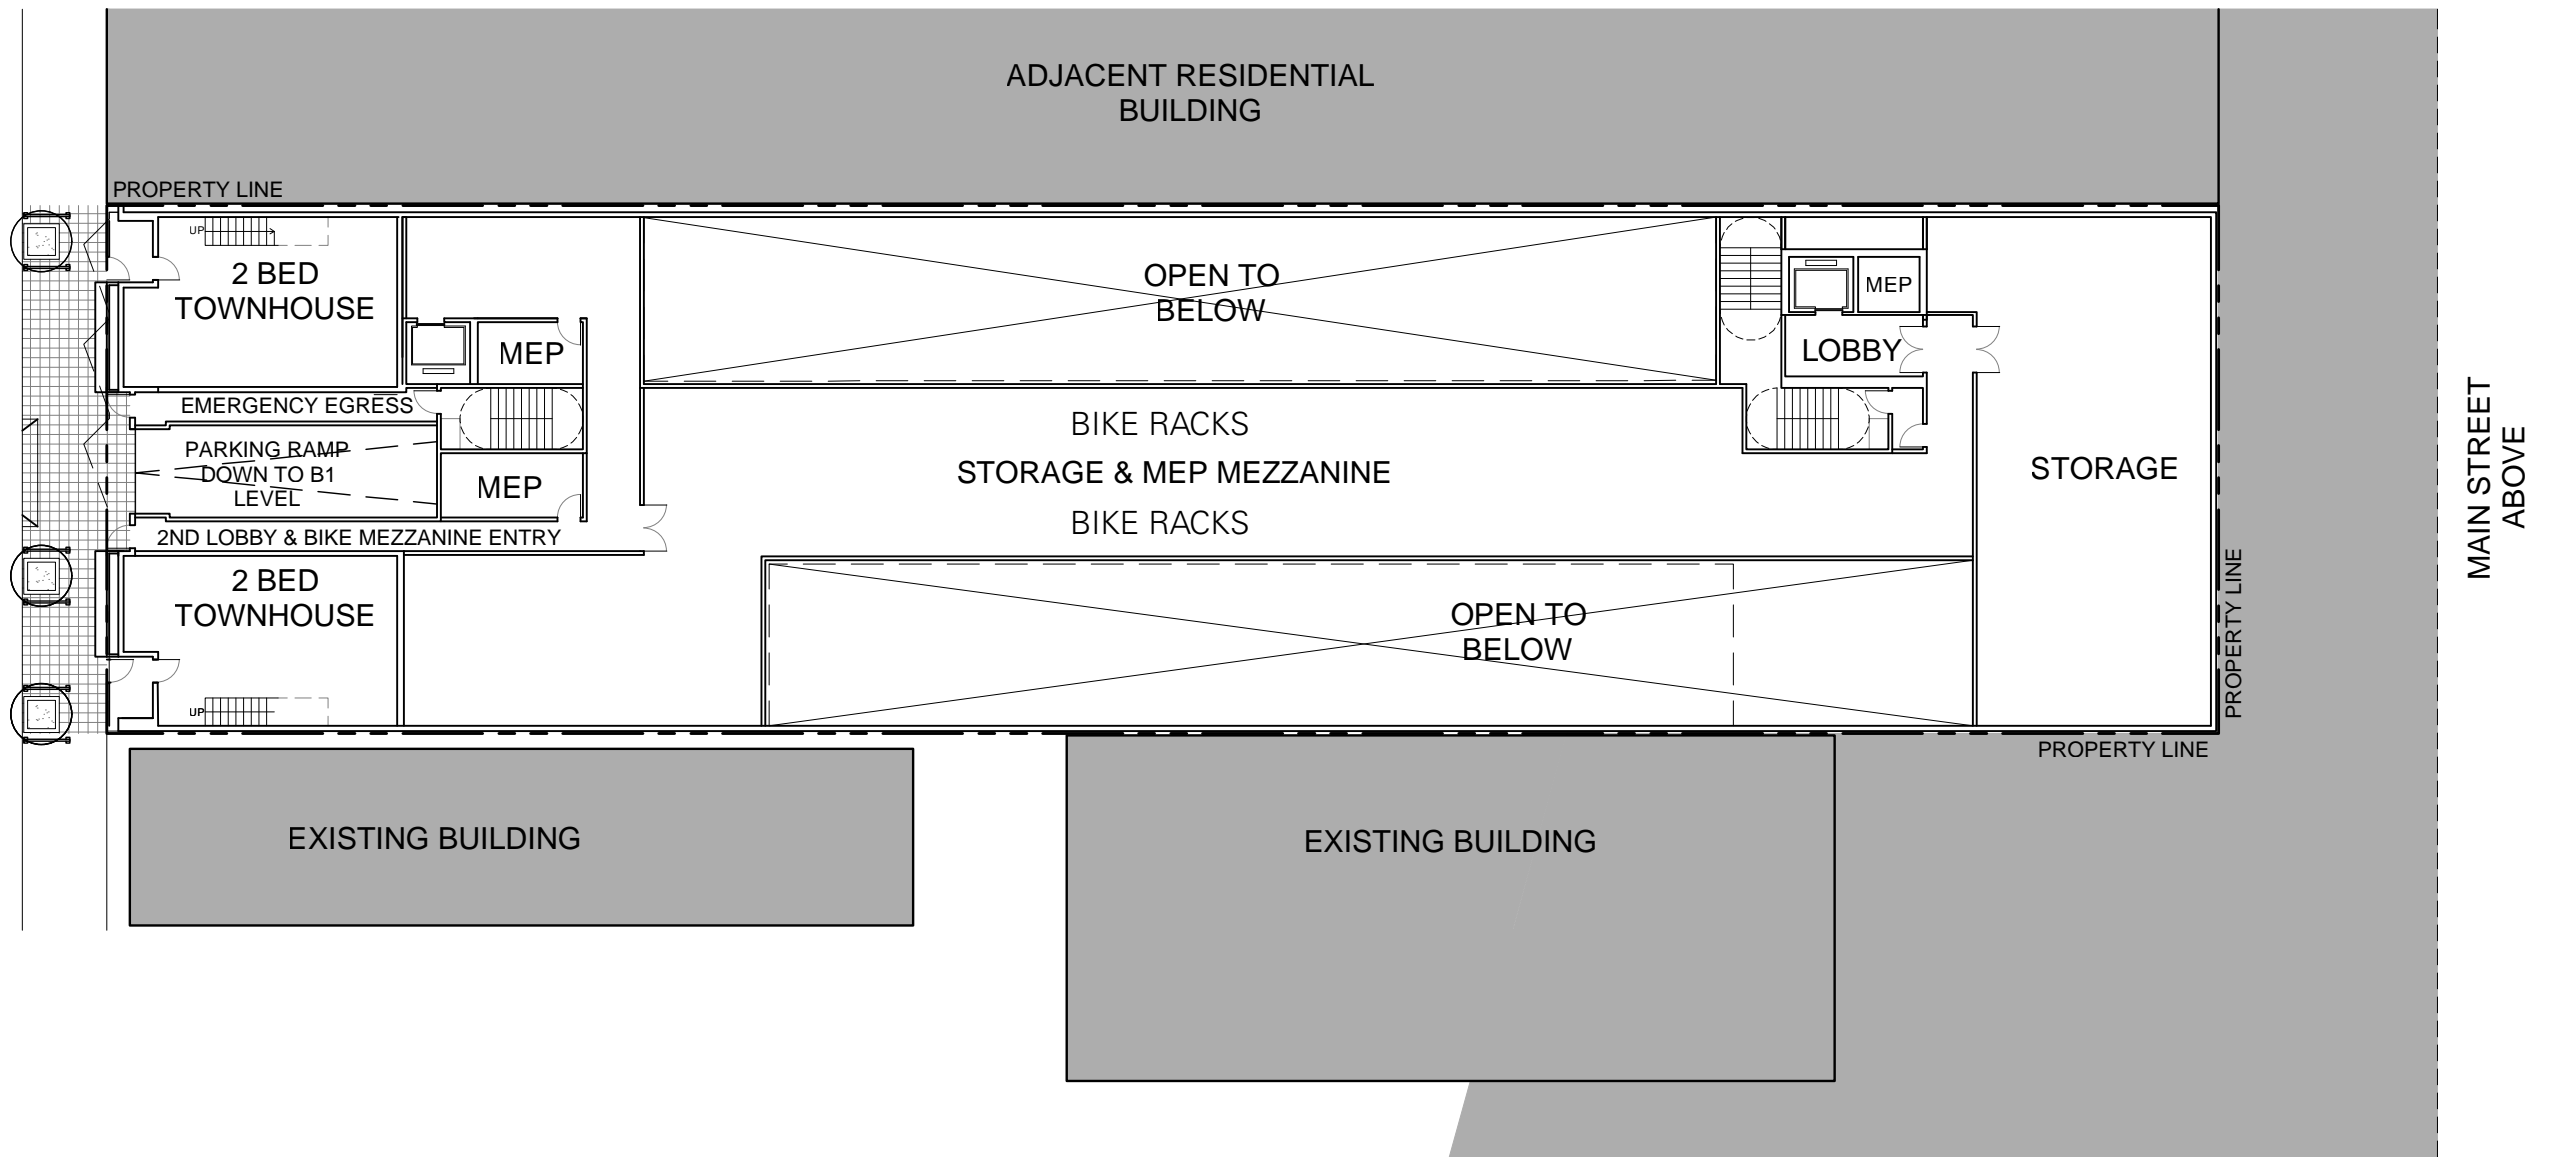 ADJACENT RESIDENTIAL
BUILDING
PROPERTY LINE
UP
2 BED
TOWNHOUSE
OPEN TO
BELOW
MEP
MEP
LOBBY
EMERGENCY EGRESS
BIKE RACKS
PARKING RAMP
DOWN TO B1
LEVEL
STORAGE & MEP MEZZANINE
STORAGE
MEP
BIKE RACKS
2ND LOBBY & BIKE MEZZANINE ENTRY
2 BED
TOWNHOUSE
OPEN TO
BELOW
UP
PROPERTY LINE
PROPERTY LINE
MAIN STREET
ABOVE
EXISTING BUILDING
EXISTING BUILDING